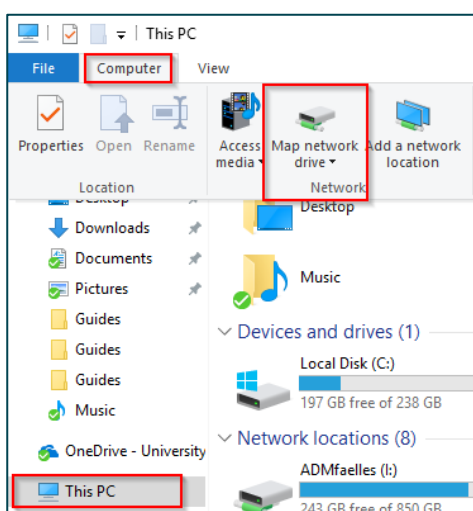 This PC
File Computer View
Properties Open Rename Access media Map network drive Add a network location
Location Network
Desktop
Downloads
Documents
Pictures
Guides
Guides
Guides
Music
OneDrive - University
This PC
Desktop
Music
Devices and drives (1)
Local Disk (C:)
197 GB free of 238 GB
Network locations (8)
ADMfaelles (I:)
243 GB free of 850 GB